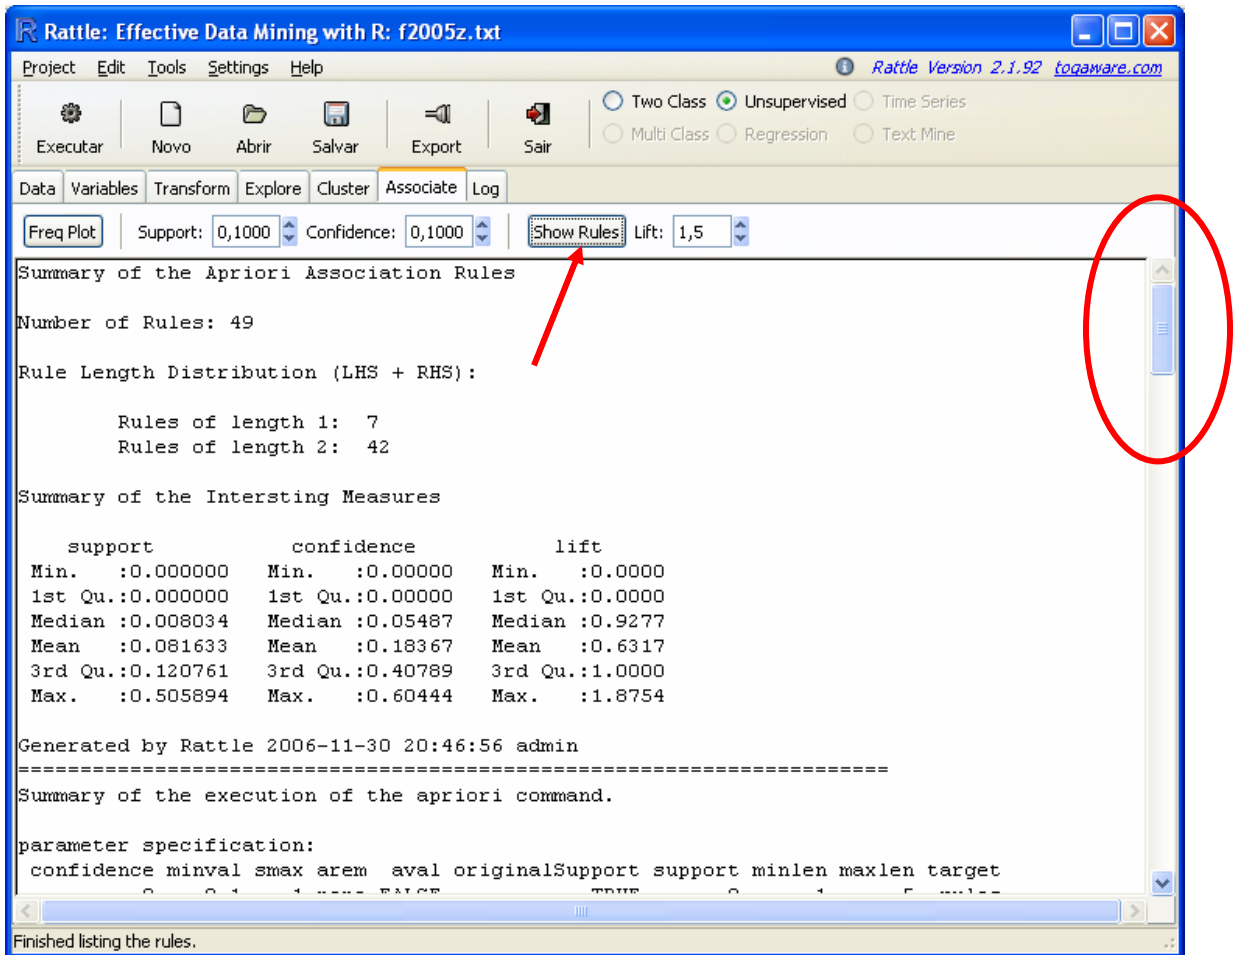 Rattle: Effective Data Mining with R: f2005z.txt
Project Edit Tools Settings Help Rattle Version 2.1.92 togaware.com
Executar Novo Abrir Salvar Export Sair
Two Class Unsupervised Time Series
Multi Class Regression Text Mine
Data Variables Transform Explore Cluster Associate Log
Freq Plot Support: 0,1000 Confidence: 0,1000 Show Rules Lift: 1,5
Summary of the Apriori Association Rules
Number of Rules: 49
Rule Length Distribution (LHS + RHS):
Rules of length 1: 7
Rules of length 2: 42
Summary of the Intersting Measures
support confidence lift
Min. :0.000000 Min. :0.00000 Min. :0.0000
1st Qu.:0.000000 1st Qu.:0.00000 1st Qu.:0.0000
Median :0.008034 Median :0.05487 Median :0.9277
Mean :0.081633 Mean :0.18367 Mean :0.6317
3rd Qu.:0.120761 3rd Qu.:0.40789 3rd Qu.:1.0000
Max. :0.505894 Max. :0.60444 Max. :1.8754
Generated by Rattle 2006-11-30 20:46:56 admin
======================================================================
Summary of the execution of the apriori command.
parameter specification:
confidence minval smax arem aval originalSupport support minlen maxlen target
Finished listing the rules.